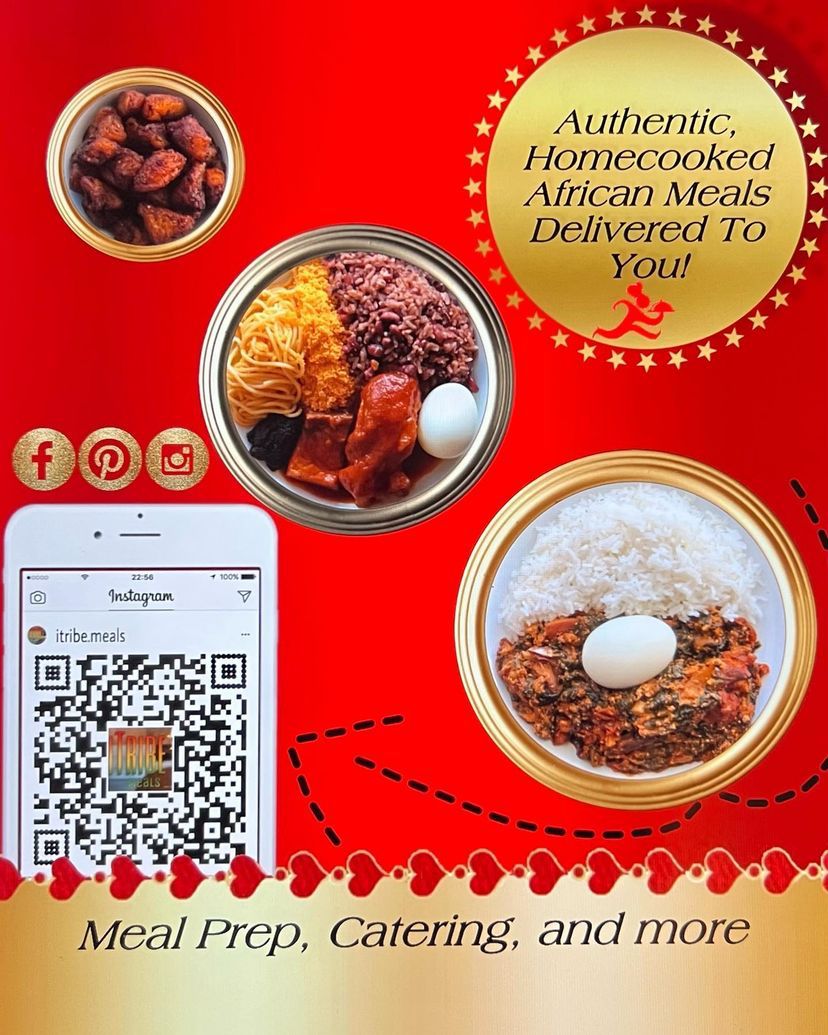 Authentic,
Homecooked
African Meals
Delivered To
You!
22:56
100%
Instagram
itribe.meals
iTRIBE
meals
Meal Prep, Catering, and more